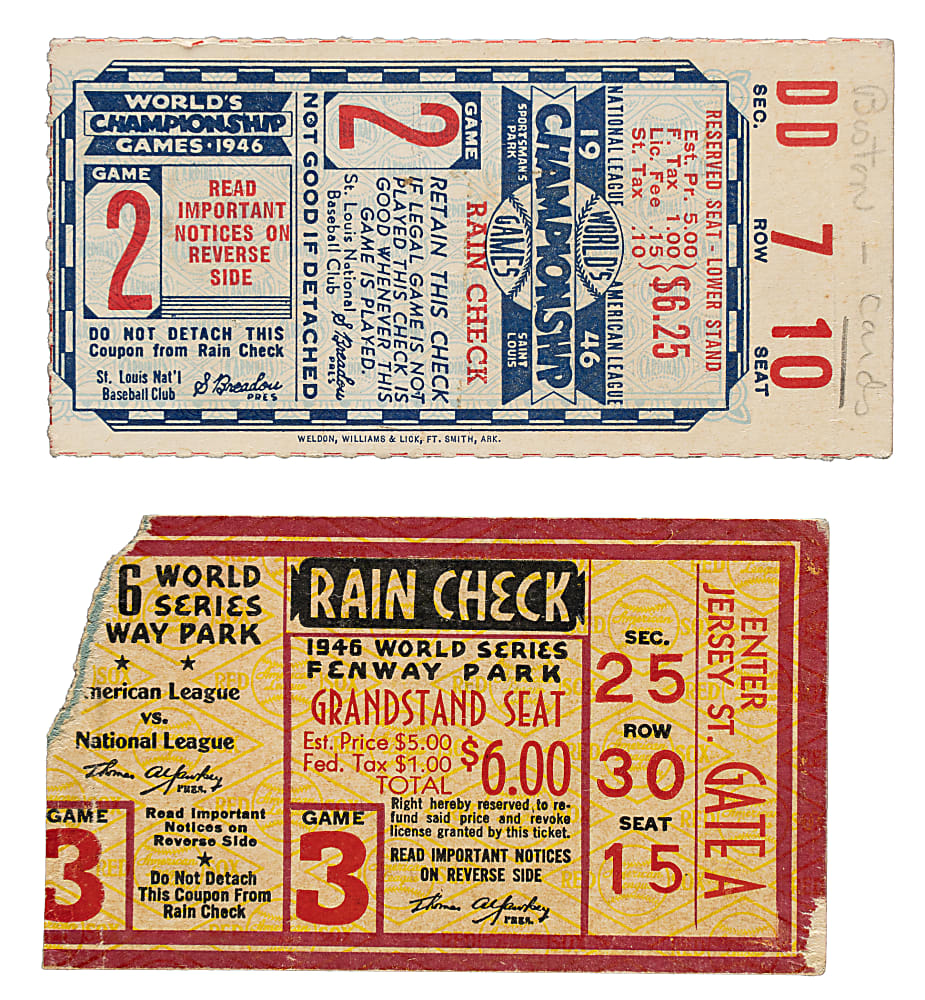 WORLD'S
CHAMPIONSHIP
GAMES · 1946
GAME
2
READ
IMPORTANT
NOTICES ON
REVERSE
SIDE
DO NOT DETACH THIS
Coupon from Rain Check
St. Louis Nat'l
Baseball Club
S Breadon
PRES
NOT GOOD IF DETACHED
GAME
2
RETAIN THIS CHECK
IF LEGAL GAME IS NOT
PLAYED THIS CHECK IS
GOOD WHENEVER THIS
GAME IS PLAYED.
St. Louis National
Baseball Club
S Breadon
PRES
RAIN CHECK
SPORTSMAN'S
PARK
SAINT
LOUIS
19 WORLD'S 46
CHAMPIONSHIP
GAMES
NATIONAL LEAGUE
AMERICAN LEAGUE
RESERVED SEAT - LOWER STAND
Est. Pr. 5.00
F. Tax 1.00
Lic. Fee .15
St. Tax .10
$6.25
SEC.
DD
ROW
7
SEAT
10
Boston - Cards
WELDON, WILLIAMS & LICK, FT. SMITH, ARK.
6 WORLD
SERIES
WAY PARK
merican League
vs.
National League
Thomas A Yawkey
PRES.
GAME
3
Read Important
Notices on
Reverse Side
Do Not Detach
This Coupon From
Rain Check
RAIN CHECK
1946 WORLD SERIES
FENWAY PARK
GRANDSTAND SEAT
Est. Price $5.00
Fed. Tax $1.00
TOTAL
$6.00
GAME
3
Right hereby reserved to re-
fund said price and revoke
license granted by this ticket.
READ IMPORTANT NOTICES
ON REVERSE SIDE
Thomas A Yawkey
PRES.
SEC.
25
ROW
30
SEAT
15
ENTER
JERSEY ST. GATE A